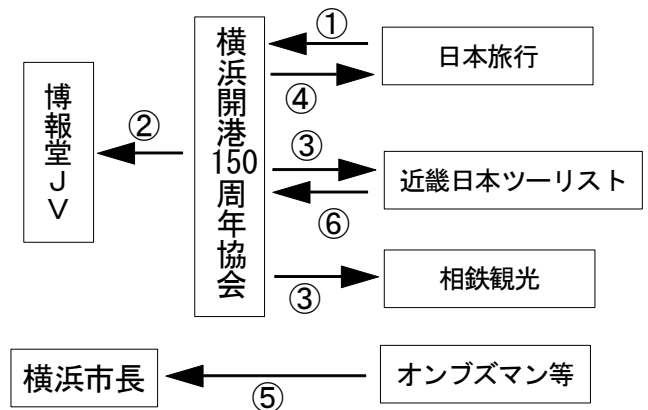 ①
横浜開港150周年協会
日本旅行
④
博報堂JV
②
③
近畿日本ツーリスト
⑥
③
相鉄観光
横浜市長
⑤
オンブズマン等